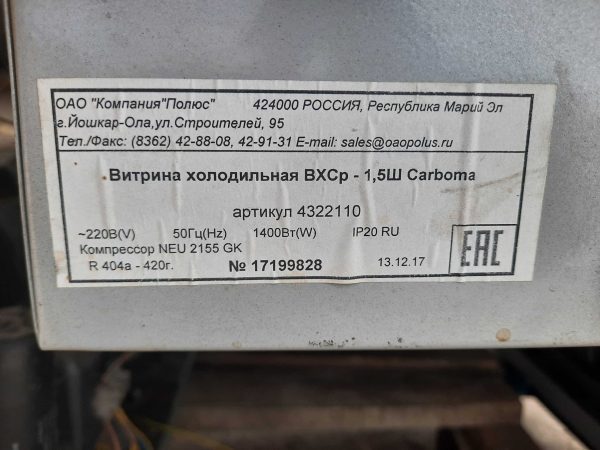 ОАО "Компания"Полюс" 424000 РОССИЯ, Республика Марий Эл
г.Йошкар-Ола,ул.Строителей, 95
Тел./Факс: (8362) 42-88-08, 42-91-31 E-mail: sales@oaopolus.ru
Витрина холодильная ВХСр - 1,5Ш Carboma
артикул 4322110
~220В(V) 50Гц(Hz) 1400Вт(W) IP20 RU
Компрессор NEU 2155 GK
R 404a - 420г. № 17199828 13.12.17
EAC